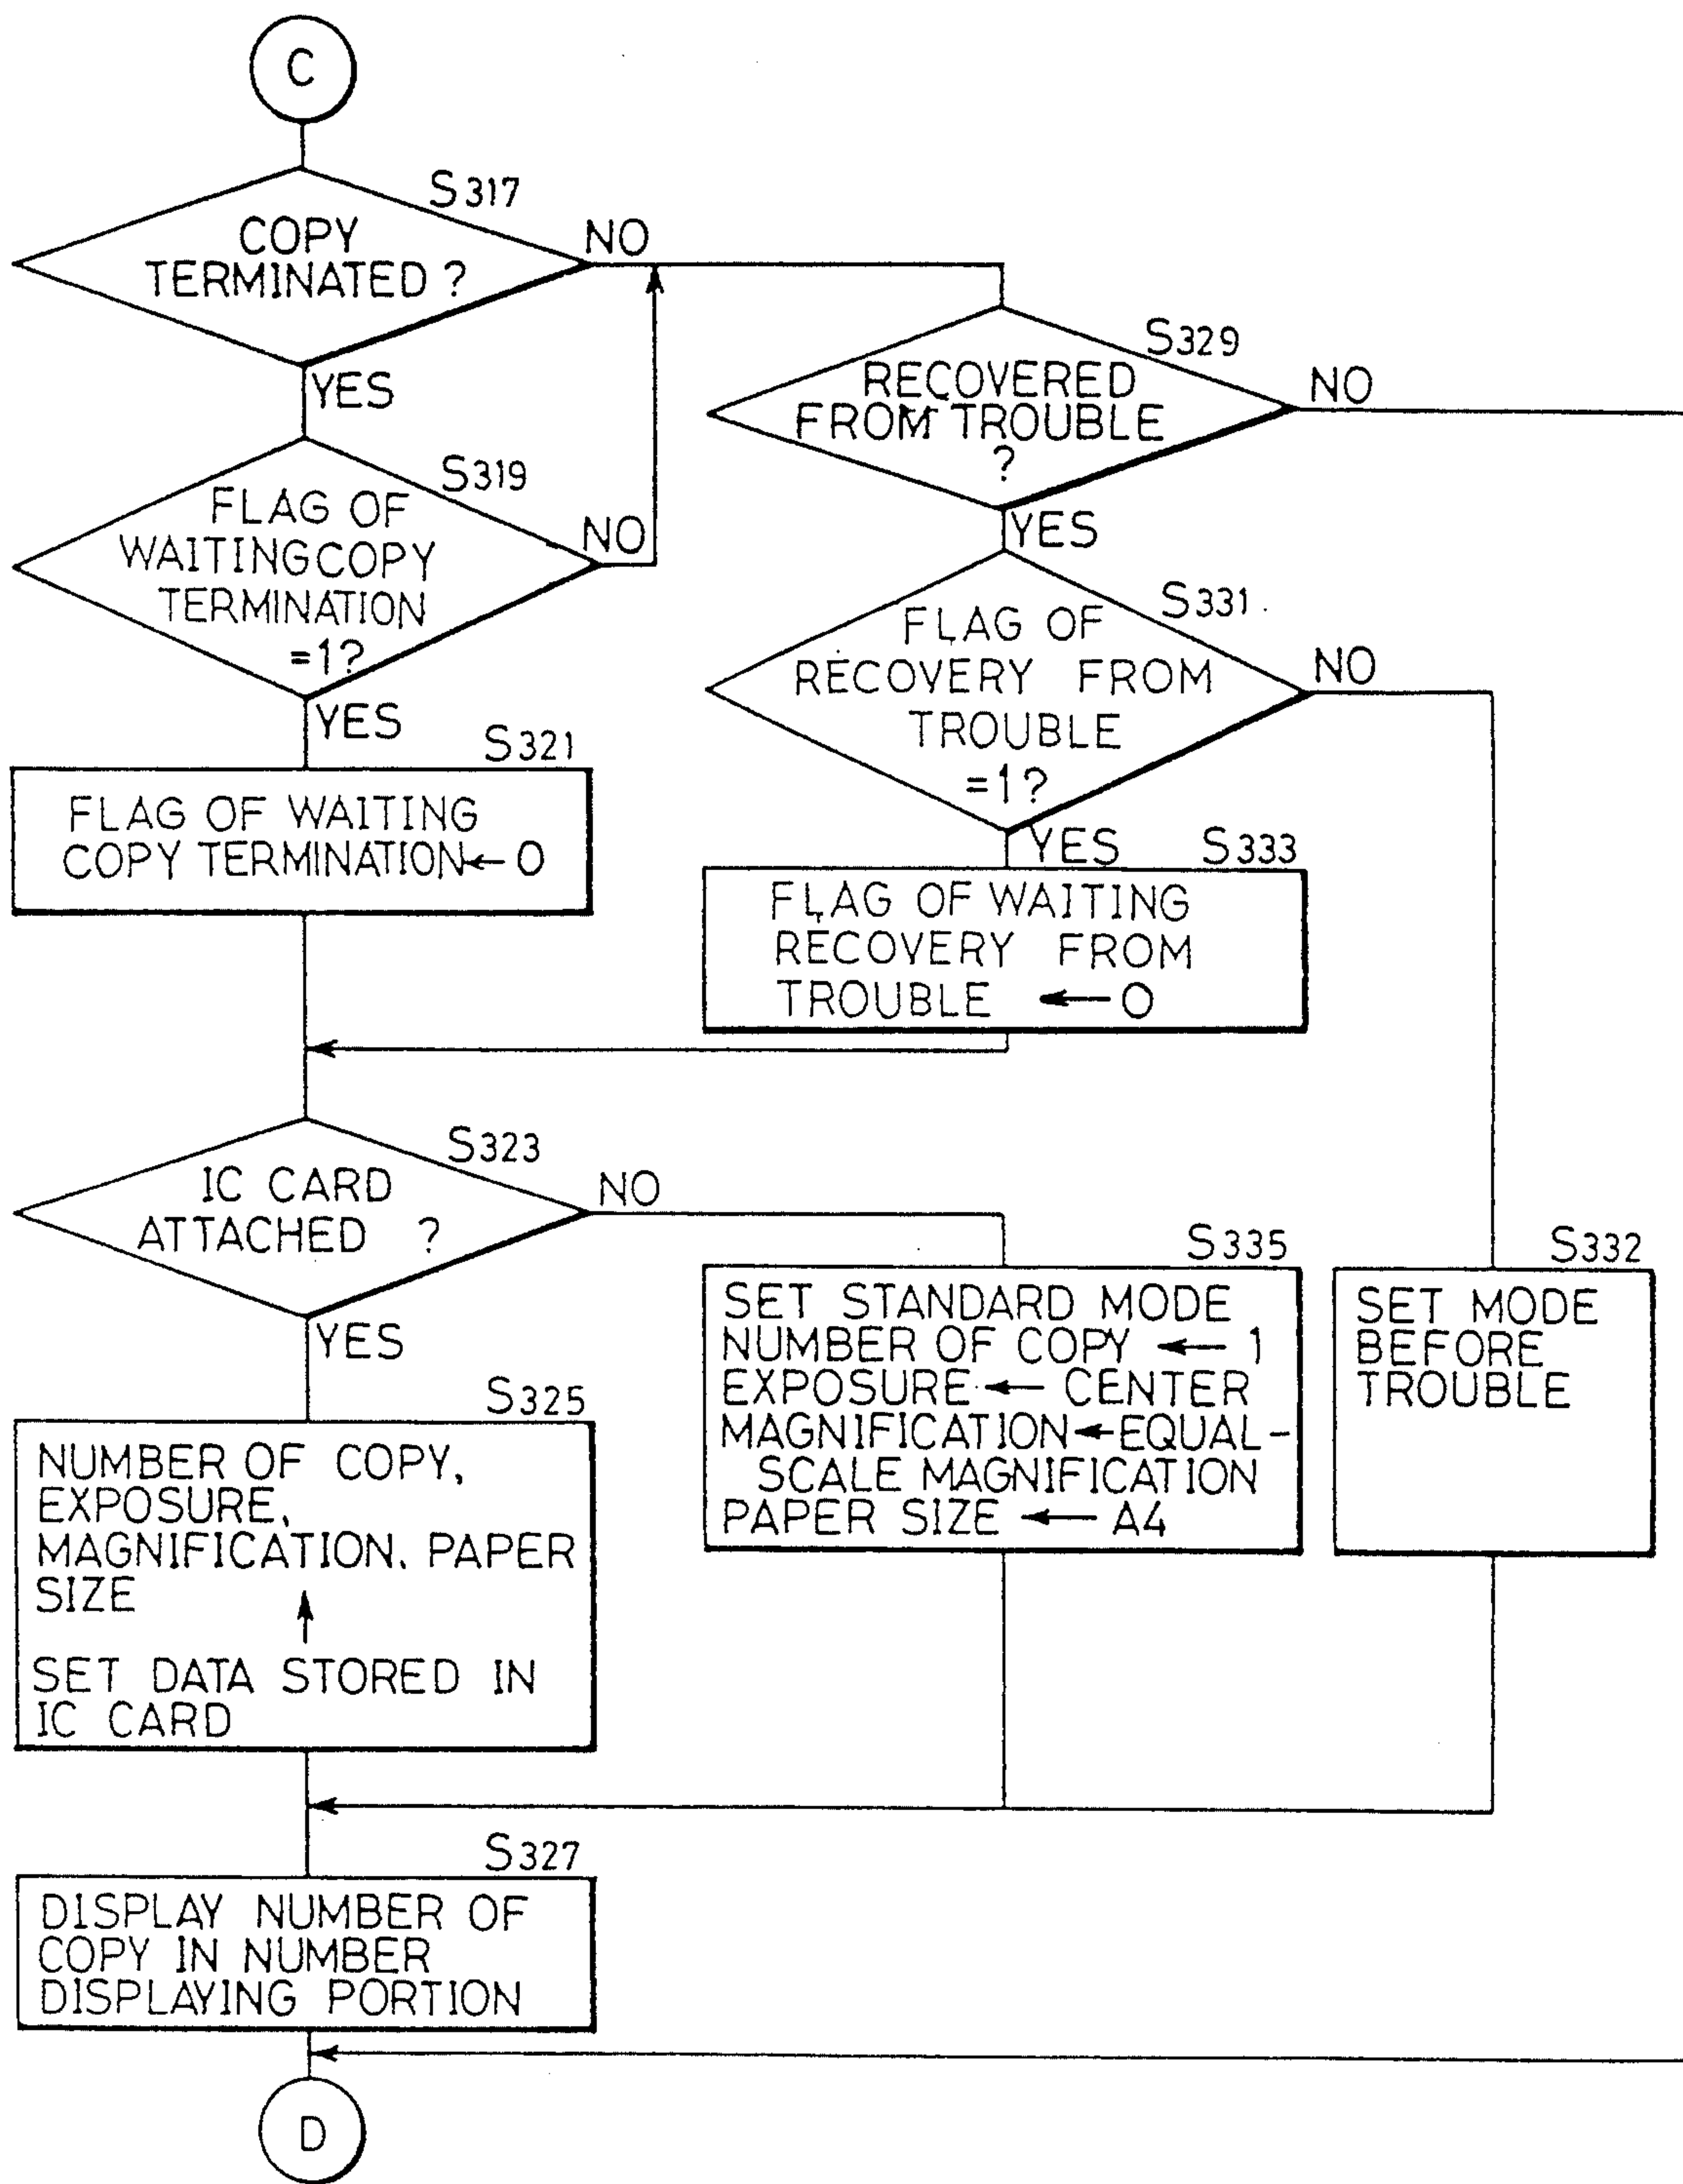 C
S317
COPY
TERMINATED ?
NO
YES
S319
FLAG OF
WAITING COPY
TERMINATION
=1?
NO
YES
S321
FLAG OF WAITING
COPY TERMINATION ← 0
S329
RECOVERED
FROM TROUBLE
?
NO
YES
S331
FLAG OF
RECOVERY FROM
TROUBLE
=1?
NO
YES
S333
FLAG OF WAITING
RECOVERY FROM
TROUBLE ← 0
S323
IC CARD
ATTACHED ?
NO
YES
S335
SET STANDARD MODE
NUMBER OF COPY ← 1
EXPOSURE ← CENTER
MAGNIFICATION ← EQUAL-
SCALE MAGNIFICATION
PAPER SIZE ← A4
S332
SET MODE
BEFORE
TROUBLE
S325
NUMBER OF COPY,
EXPOSURE,
MAGNIFICATION, PAPER
SIZE
↑
SET DATA STORED IN
IC CARD
S327
DISPLAY NUMBER OF
COPY IN NUMBER
DISPLAYING PORTION
D